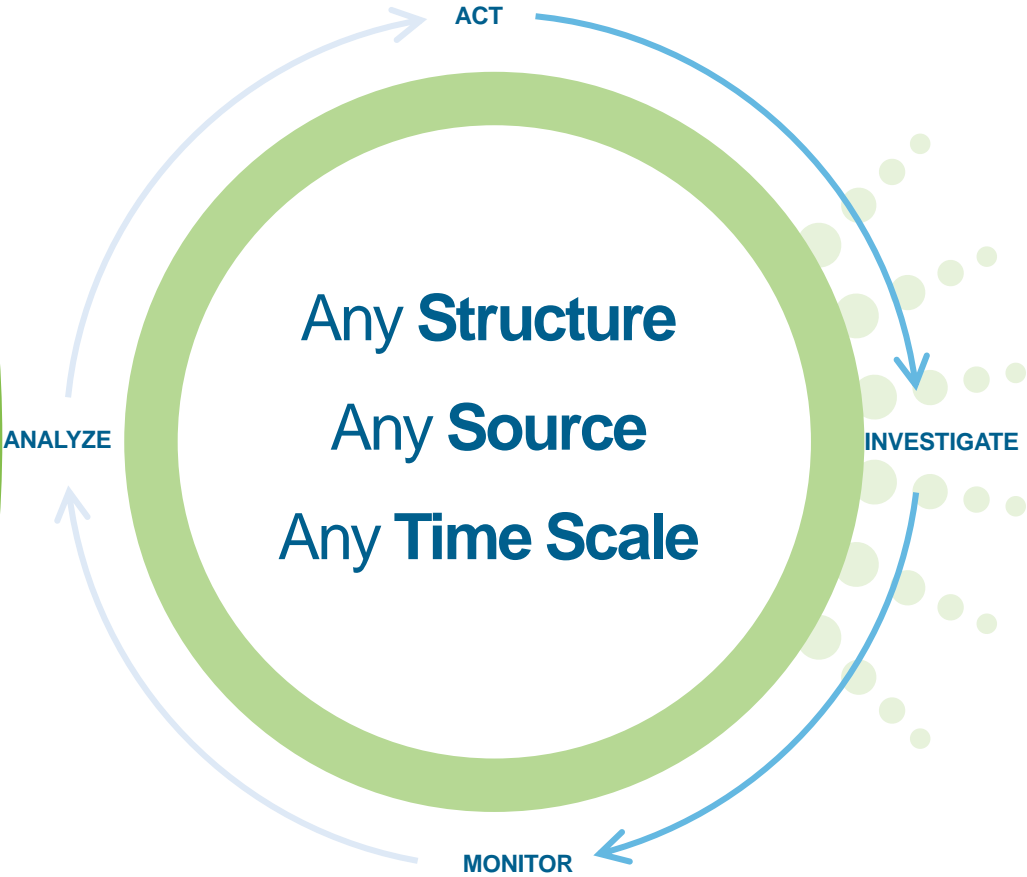 ACT
Any Structure
Any Source
ANALYZE
INVESTIGATE
Any Time Scale
MONITOR